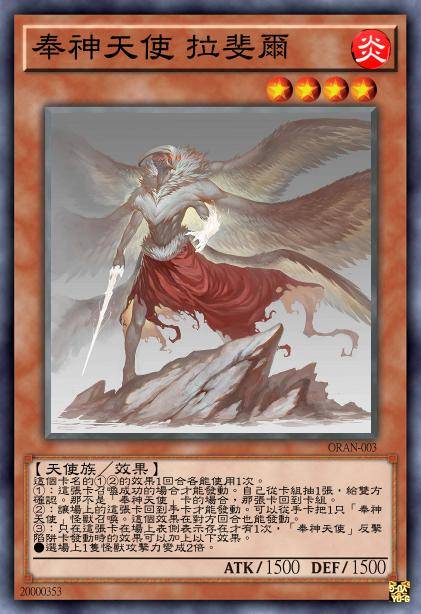 奉神天使 拉斐爾
炎
ORAN-003
【天使族／效果】
這個卡名的①②的效果1回合各能使用1次。
①：這張卡召喚成功的場合才能發動。自己從卡組抽1張，給雙方
確認。那不是「奉神天使」卡的場合，那張卡回到卡組。
②：讓場上的這張卡回到手卡才能發動。可以從手卡把1只「奉神
天使」怪獸召喚。這個效果在對方回合也能發動。
③：只在這張卡在場上表側表示存在才有1次，「奉神天使」反擊
陷阱卡發動時的效果可以加上以下效果。
●選場上1隻怪獸攻擊力變成2倍。
ATK/1500 DEF/1500
20000353